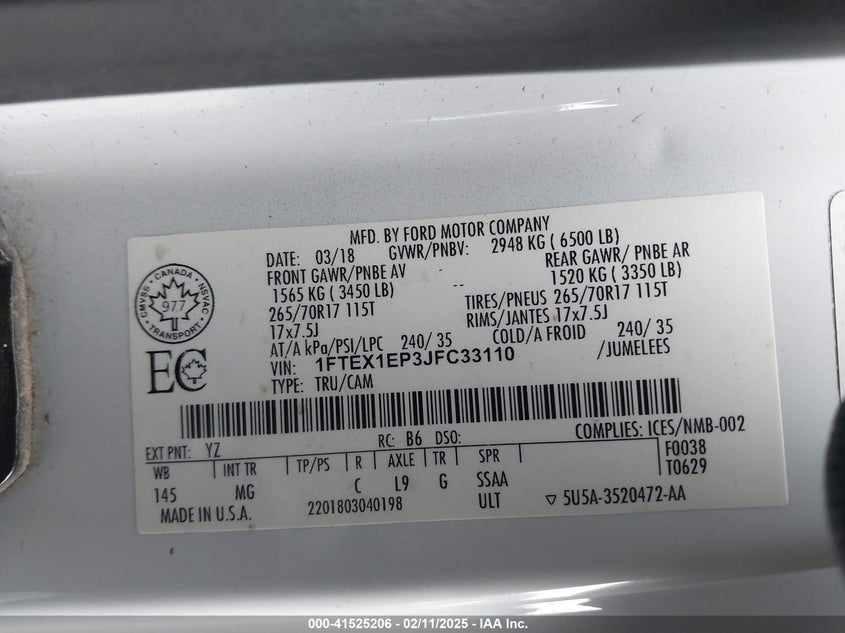 MFD. BY FORD MOTOR COMPANY
DATE: 03/18 GVWR/PNBV: 2948 KG ( 6500 LB)
FRONT GAWR/PNBE AV REAR GAWR/ PNBE AR
1565 KG ( 3450 LB) 1520 KG ( 3350 LB)
265/70R17 115T TIRES/PNEUS 265/70R17 115T
17x7.5J RIMS/JANTES 17x7.5J
AT/A kPa/PSI/LPC 240/ 35 COLD/A FROID 240/ 35
VIN: 1FTEX1EP3JFC33110 /JUMELEES
TYPE: TRU/CAM
CMVSS · CANADA · NSVAC
977
· TRANSPORT ·
EC
EXT PNT: YZ RC: B6 DSO: COMPLIES: ICES/NMB-002
WB INT TR TP/PS R AXLE TR SPR F0038
T0629
145 MG C L9 G SSAA
MADE IN U.S.A. 2201803040198 ULT ▽ 5U5A-3520472-AA
000-41525206 - 02/11/2025 - IAA Inc.